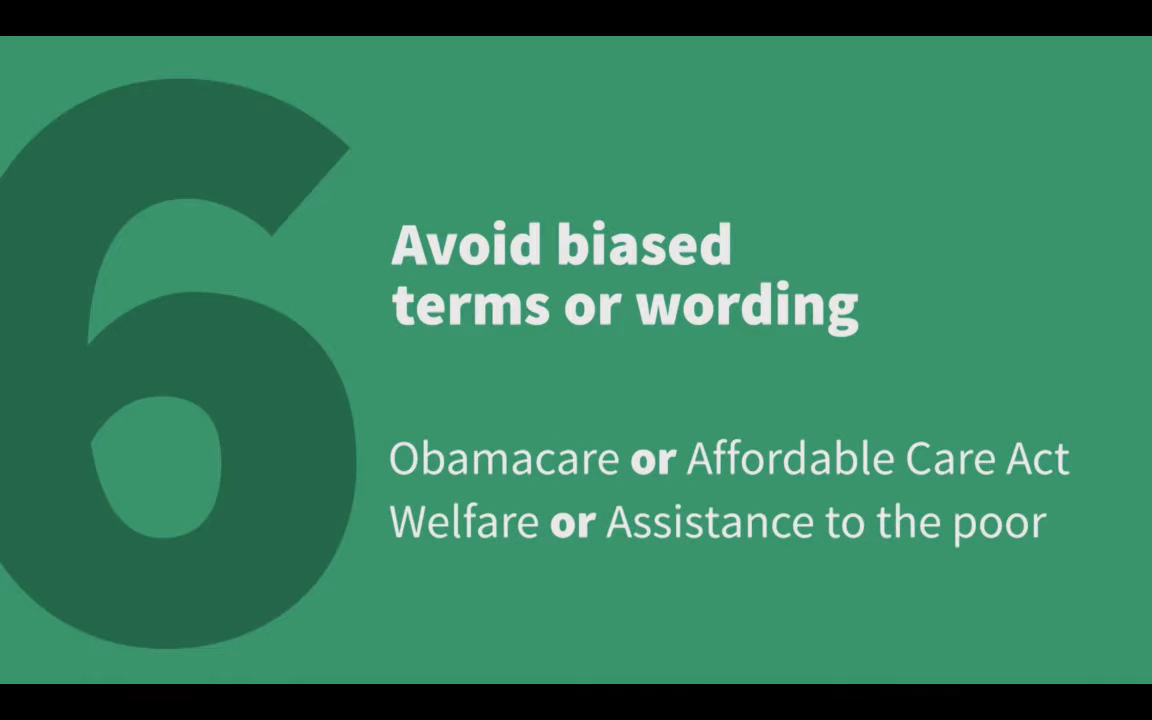 6
Avoid biased
terms or wording
Obamacare or Affordable Care Act
Welfare or Assistance to the poor